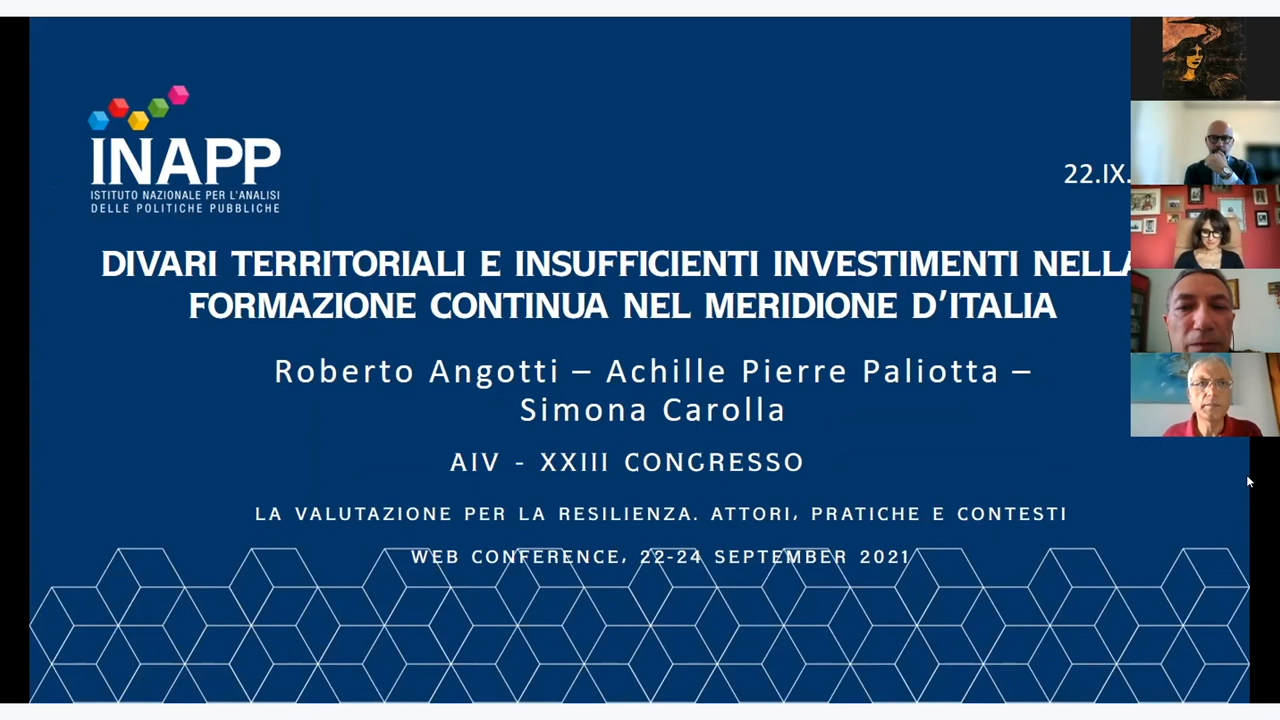 INAPP
ISTITUTO NAZIONALE PER L'ANALISI
DELLE POLITICHE PUBBLICHE
22.IX.
DIVARI TERRITORIALI E INSUFFICIENTI INVESTIMENTI NELLA
FORMAZIONE CONTINUA NEL MERIDIONE D'ITALIA
Roberto Angotti – Achille Pierre Paliotta –
Simona Carolla
AIV - XXIII CONGRESSO
LA VALUTAZIONE PER LA RESILIENZA. ATTORI, PRATICHE E CONTESTI
WEB CONFERENCE, 22-24 SEPTEMBER 2021